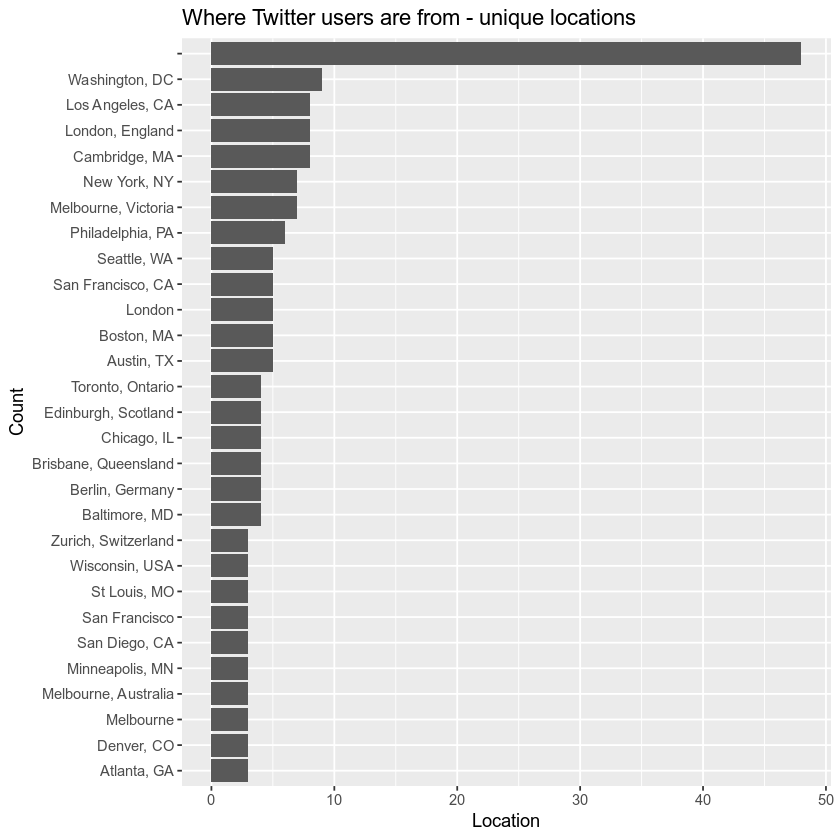 Where Twitter users are from - unique locations
Washington, DC
Los Angeles, CA
London, England
Cambridge, MA
New York, NY
Melbourne, Victoria
Philadelphia, PA
Seattle, WA
San Francisco, CA
London
Boston, MA
Austin, TX
Toronto, Ontario
Edinburgh, Scotland
Chicago, IL
Brisbane, Queensland
Berlin, Germany
Baltimore, MD
Zurich, Switzerland
Wisconsin, USA
St Louis, MO
San Francisco
San Diego, CA
Minneapolis, MN
Melbourne, Australia
Melbourne
Denver, CO
Atlanta, GA
Count
0 10 20 30 40 50
Location